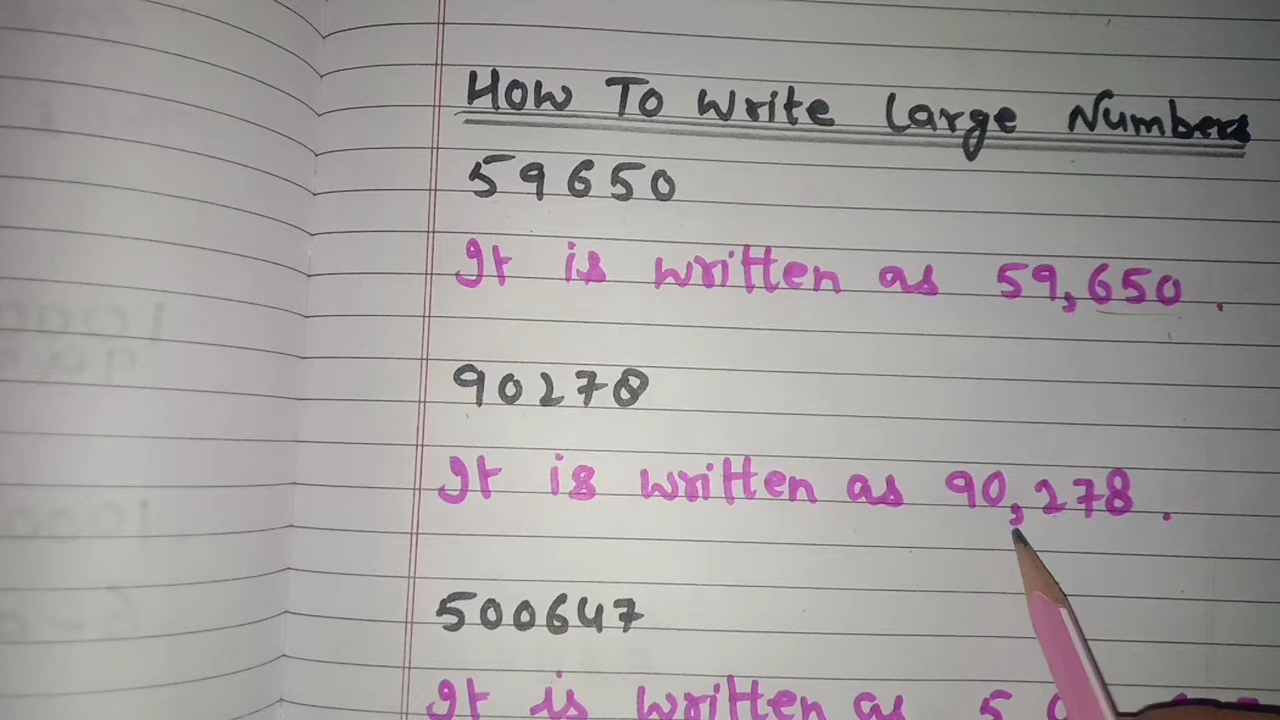 How To Write Large Numbers
59650
It is written as 59,650.
90278
It is written as 90,278.
500647
It is written as 5